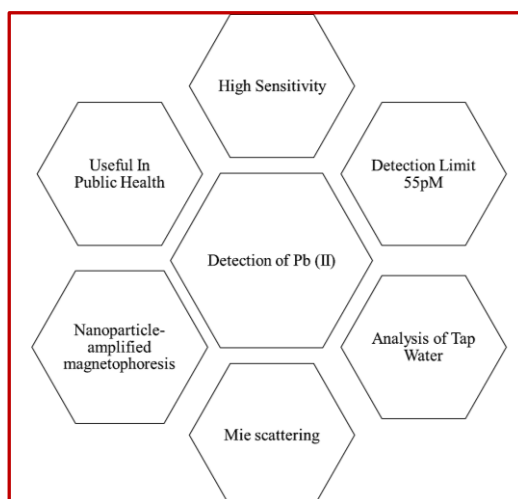 High Sensitivity
Useful In
Public Health
Detection Limit
55pM
Detection of Pb (II)
Nanoparticle-
amplified
magnetophoresis
Analysis of Tap
Water
Mie scattering